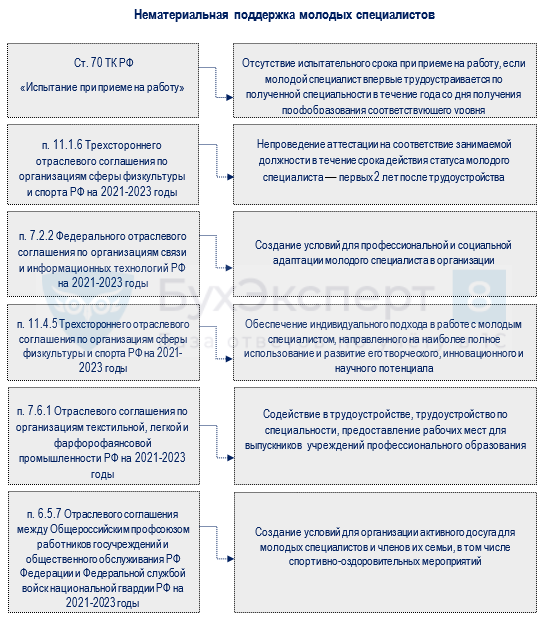 Нематериальная поддержка молодых специалистов
Ст. 70 ТК РФ
«Испытание при приеме на работу»
Отсутствие испытательного срока при приеме на работу, если
молодой специалист впервые трудоустраивается по
полученной специальности в течение года со дня получения
профобразования соответствующего уровня
п. 11.1.6 Трехстороннего
отраслевого соглашения по
организациям сферы физкультуры
и спорта РФ на 2021-2023 годы
Непроведение аттестации на соответствие занимаемой
должности в течение срока действия статуса молодого
специалиста — первых 2 лет после трудоустройства
п. 7.2.2 Федерального отраслевого
соглашения по организациям связи
и информационных технологий РФ
на 2021-2023 годы
Создание условий для профессиональной и социальной
адаптации молодого специалиста в организации
БухЭксперт 8
База ответов по учету в 1С
п. 11.4.5 Трехстороннего отраслевого
соглашения по организациям сферы
физкультуры и спорта РФ на 2021-
2023 годы
Обеспечение индивидуального подхода в работе с молодым
специалистом, направленного на наиболее полное
использование и развитие его творческого, инновационного и
научного потенциала
п. 7.6.1 Отраслевого соглашения по
организациям текстильной, легкой и
фарфорофаянсовой
промышленности РФ на 2021-2023
годы
Содействие в трудоустройстве, трудоустройство по
специальности, предоставление рабочих мест для
выпускников учреждений профессионального образования
п. 6.5.7 Отраслевого соглашения
между Общероссийским профсоюзом
работников госучреждений и
общественного обслуживания РФ
Федерации и Федеральной службой
войск национальной гвардии РФ на
2021-2023 годы
Создание условий для организации активного досуга для
молодых специалистов и членов их семьи, в том числе
спортивно-оздоровительных мероприятий